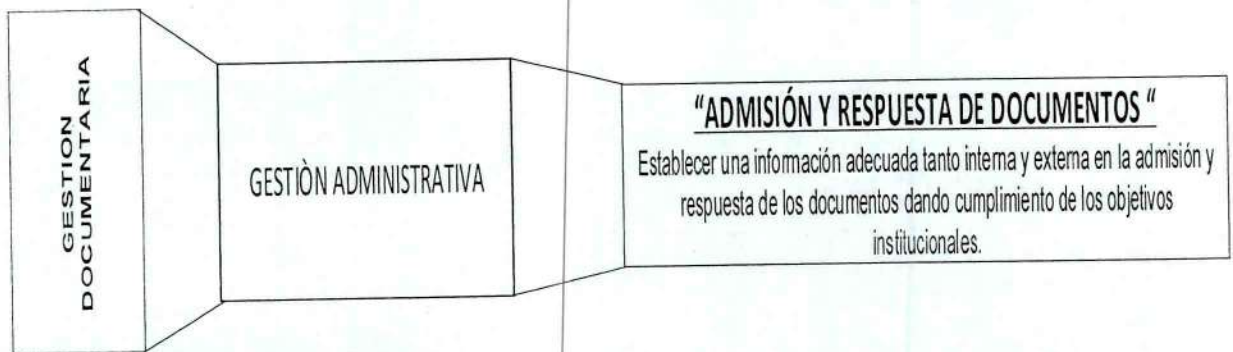 GESTION
DOCUMENTARIA
GESTIÒN ADMINISTRATIVA
"ADMISIÓN Y RESPUESTA DE DOCUMENTOS “
Establecer una información adecuada tanto interna y externa en la admisión y
respuesta de los documentos dando cumplimiento de los objetivos
institucionales.